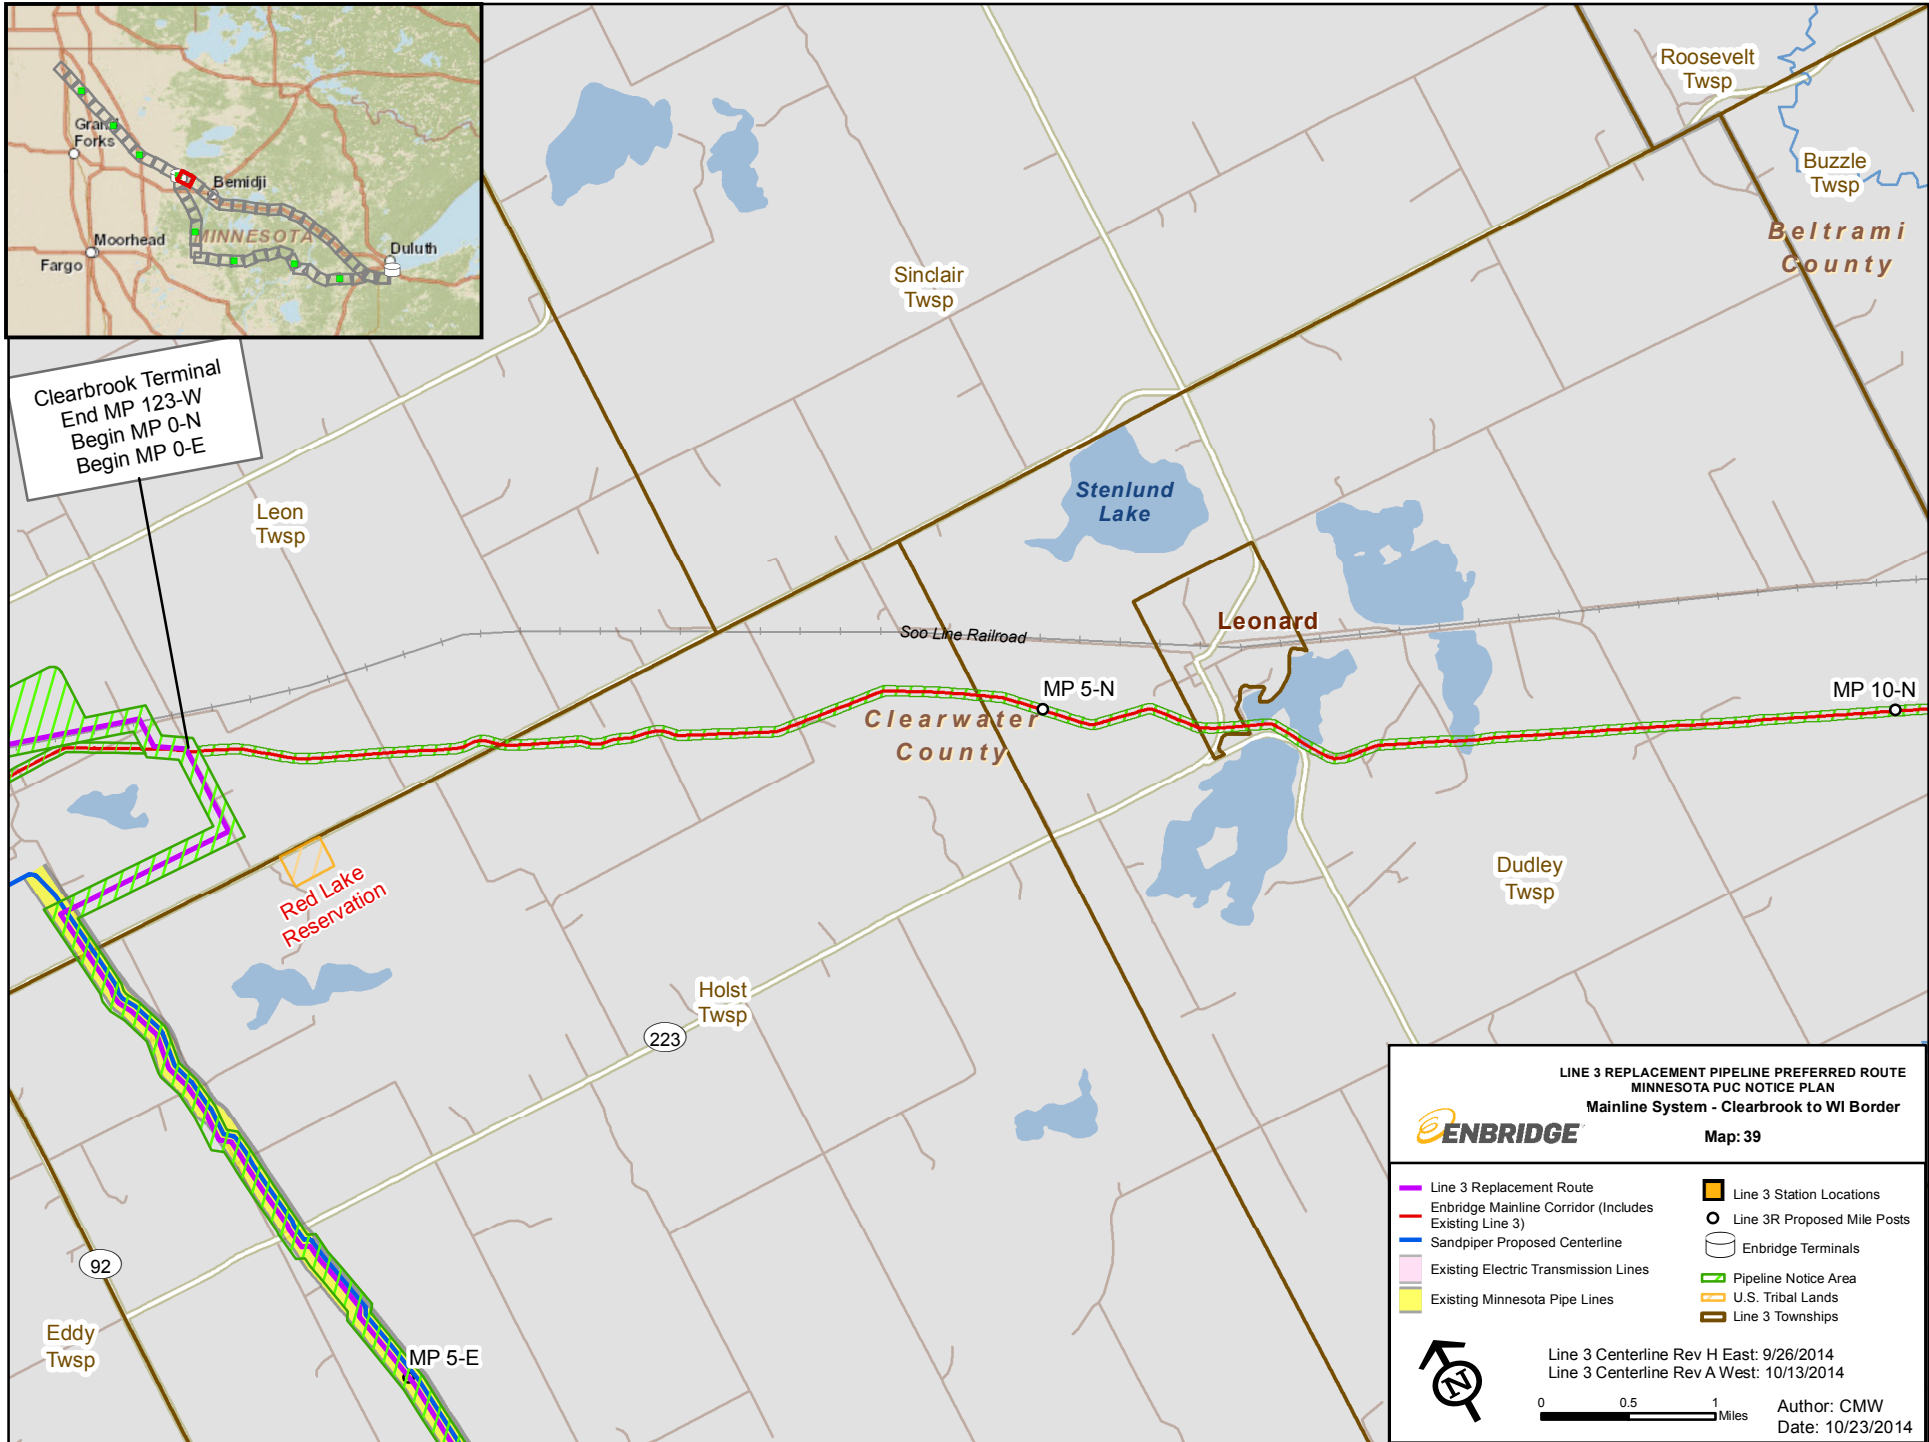 Grand
Forks
Bemidji
MINNESOTA
Moorhead
Fargo
Duluth
Roosevelt
Twsp
Buzzle
Twsp
Beltrami
County
Sinclair
Twsp
Clearbrook Terminal
End MP 123-W
Begin MP 0-N
Begin MP 0-E
Leon
Twsp
Stenlund
Lake
Leonard
Soo Line Railroad
MP 5-N
MP 10-N
Clearwater
County
Dudley
Twsp
Red Lake
Reservation
Holst
Twsp
223
92
Eddy
Twsp
MP 5-E
LINE 3 REPLACEMENT PIPELINE PREFERRED ROUTE
MINNESOTA PUC NOTICE PLAN
Mainline System - Clearbrook to WI Border
ENBRIDGE
Map: 39
Line 3 Replacement Route
Enbridge Mainline Corridor (Includes
Existing Line 3)
Sandpiper Proposed Centerline
Existing Electric Transmission Lines
Existing Minnesota Pipe Lines
Line 3 Station Locations
Line 3R Proposed Mile Posts
Enbridge Terminals
Pipeline Notice Area
U.S. Tribal Lands
Line 3 Townships
N
Line 3 Centerline Rev H East: 9/26/2014
Line 3 Centerline Rev A West: 10/13/2014
0 0.5 1
Miles
Author: CMW
Date: 10/23/2014